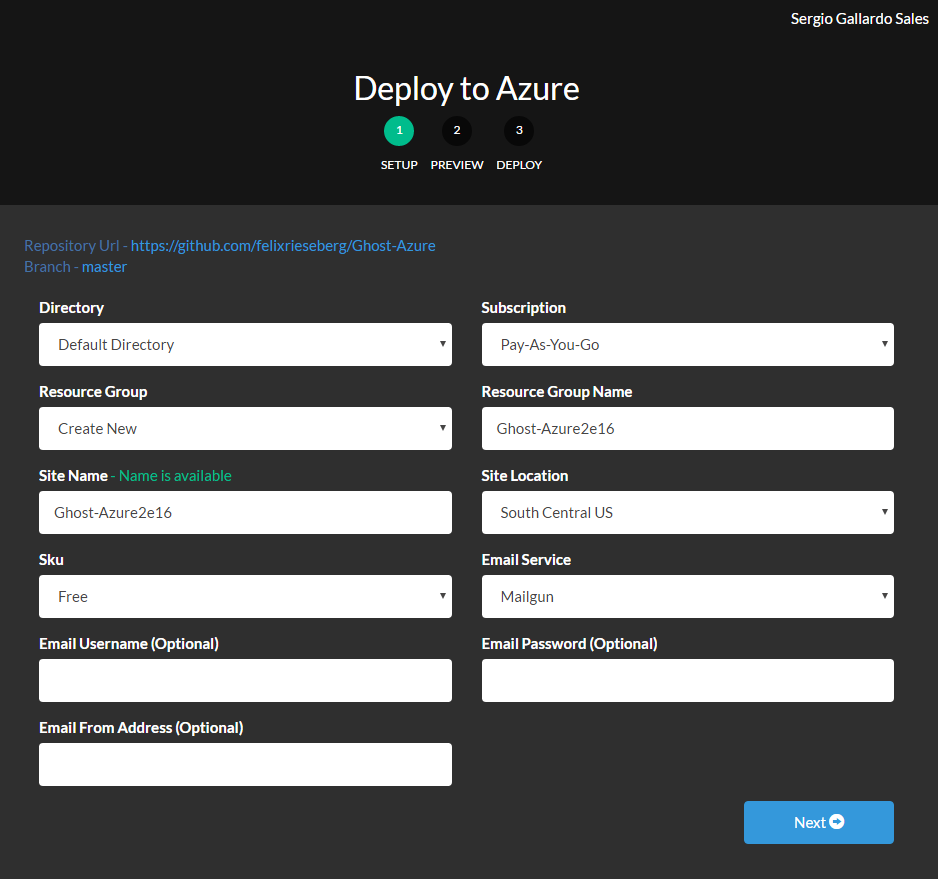 Sergio Gallardo Sales
Deploy to Azure
1 2 3
SETUP PREVIEW DEPLOY
Repository Url - https://github.com/felixrieseberg/Ghost-Azure
Branch - master
Directory Subscription
Default Directory Pay-As-You-Go
Resource Group Resource Group Name
Create New Ghost-Azure2e16
Site Name - Name is available Site Location
Ghost-Azure2e16 South Central US
Sku Email Service
Free Mailgun
Email Username (Optional) Email Password (Optional)
Email From Address (Optional)
Next